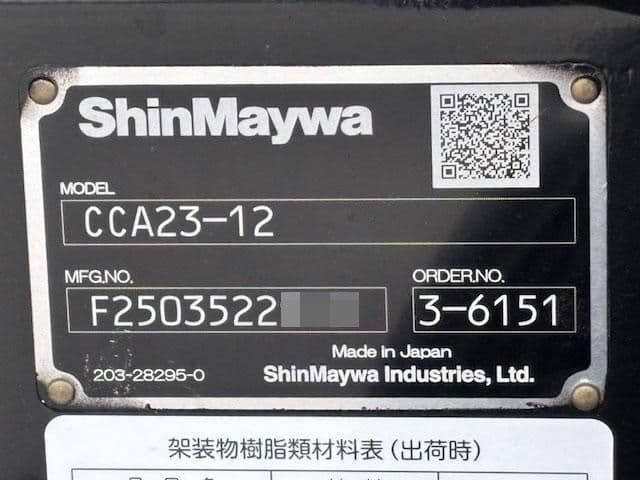 ShinMaywa
MODEL
CCA23-12
MFG.NO. ORDER.NO.
F2503522 3-6151
Made in Japan
203-28295-0 ShinMaywa Industries, Ltd.
架装物樹脂類材料表(出荷時)